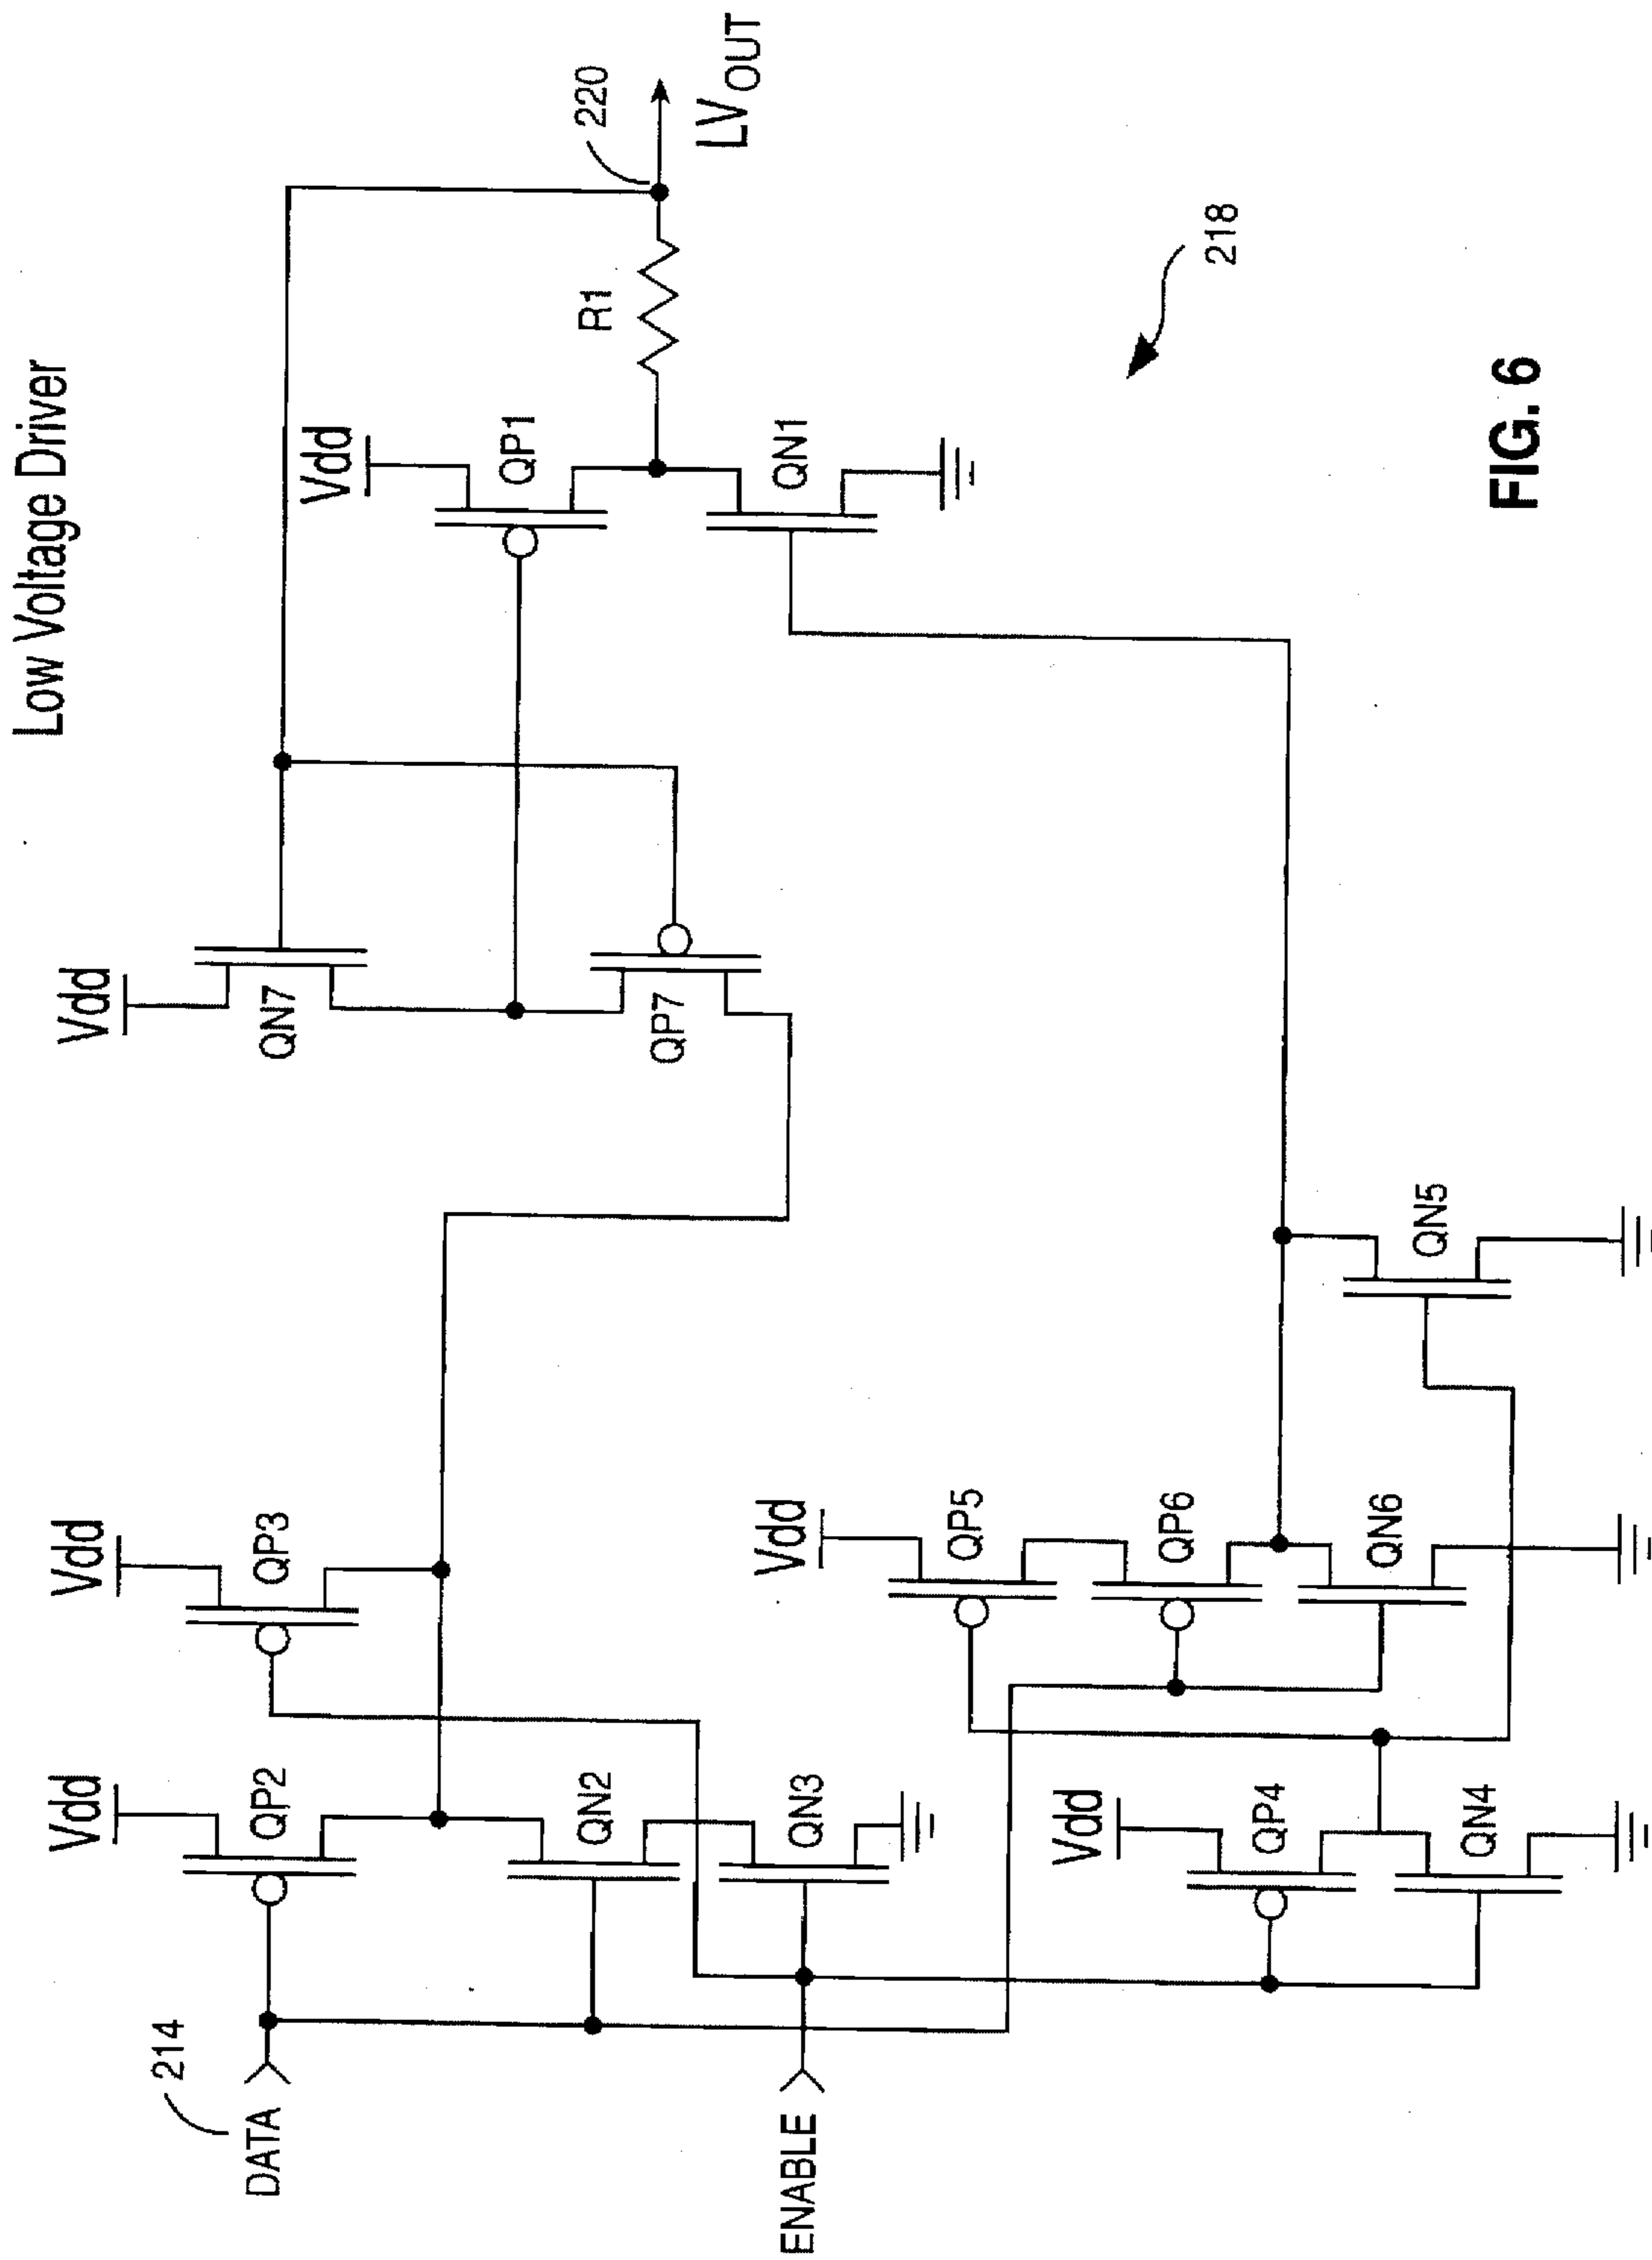 Low Voltage Driver
Vdd
Vdd
Vdd
Vdd
214
DATA
QP2
QP3
QN7
QP1
220
LVOUT
R1
QN2
QP7
QN1
ENABLE
QN3
Vdd
Vdd
QP5
QP4
QP6
QN4
QN6
QN5
218
FIG. 6